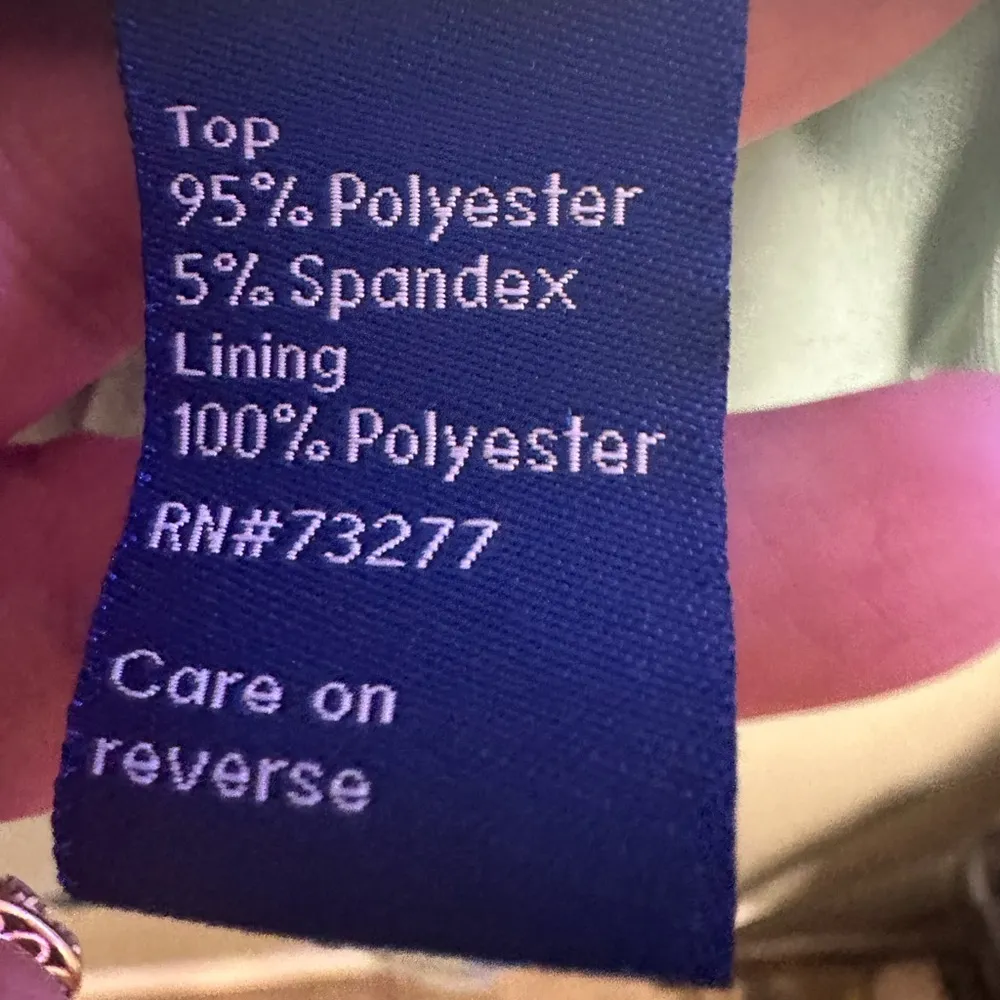 Top
95% Polyester
5% Spandex
Lining
100% Polyester
RN#73277
Care on
reverse